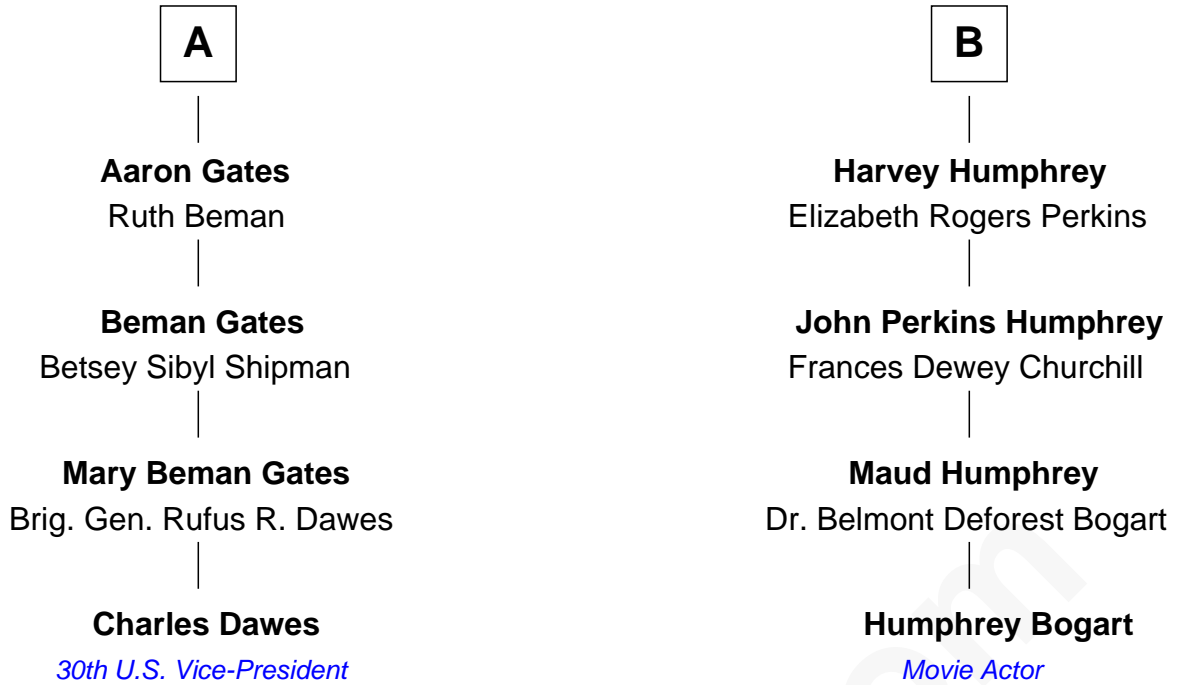 A
Aaron Gates
Ruth Beman
Beman Gates
Betsey Sibyl Shipman
Mary Beman Gates
Brig. Gen. Rufus R. Dawes
Charles Dawes
30th U.S. Vice-President
B
Harvey Humphrey
Elizabeth Rogers Perkins
John Perkins Humphrey
Frances Dewey Churchill
Maud Humphrey
Dr. Belmont Deforest Bogart
Humphrey Bogart
Movie Actor